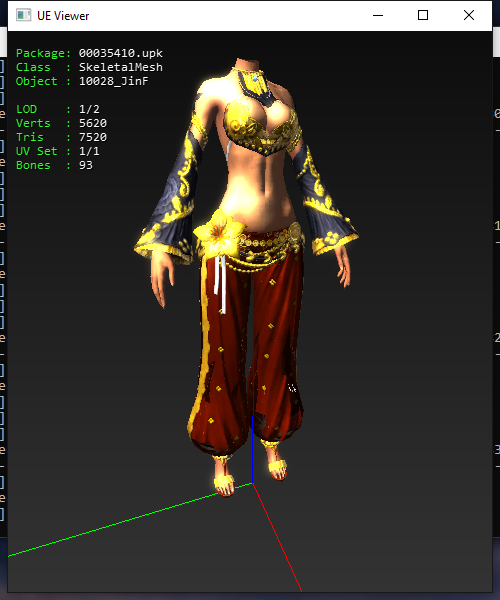 UE Viewer
Package: 00035410.upk
Class  : SkeletalMesh
Object : 10028_JinF
LOD    : 1/2
Verts  : 5620
Tris   : 7520
UV Set : 1/1
Bones  : 93